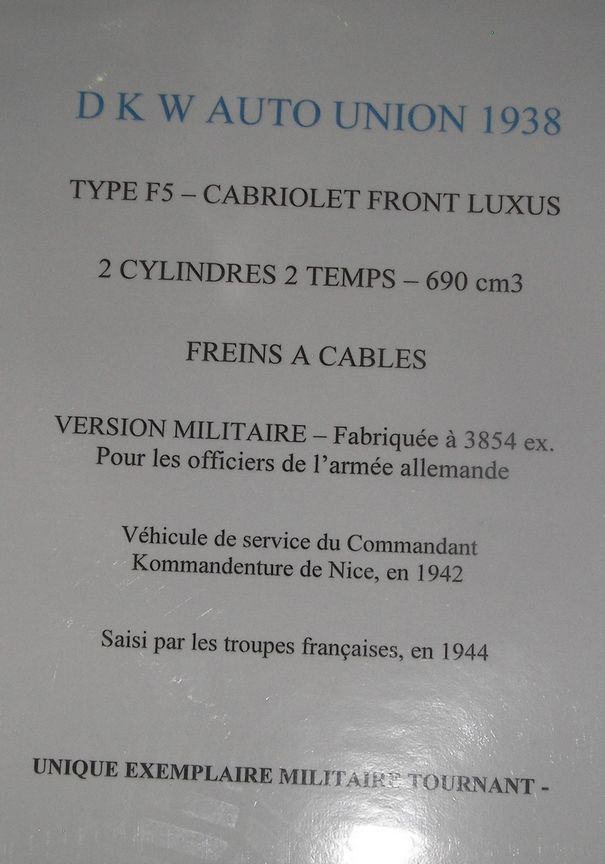 D K W AUTO UNION 1938
TYPE F5 – CABRIOLET FRONT LUXUS
2 CYLINDRES 2 TEMPS – 690 cm3
FREINS A CABLES
VERSION MILITAIRE – Fabriquée à 3854 ex.
Pour les officiers de l’armée allemande
Véhicule de service du Commandant
Kommandenture de Nice, en 1942
Saisi par les troupes françaises, en 1944
UNIQUE EXEMPLAIRE MILITAIRE TOURNANT -